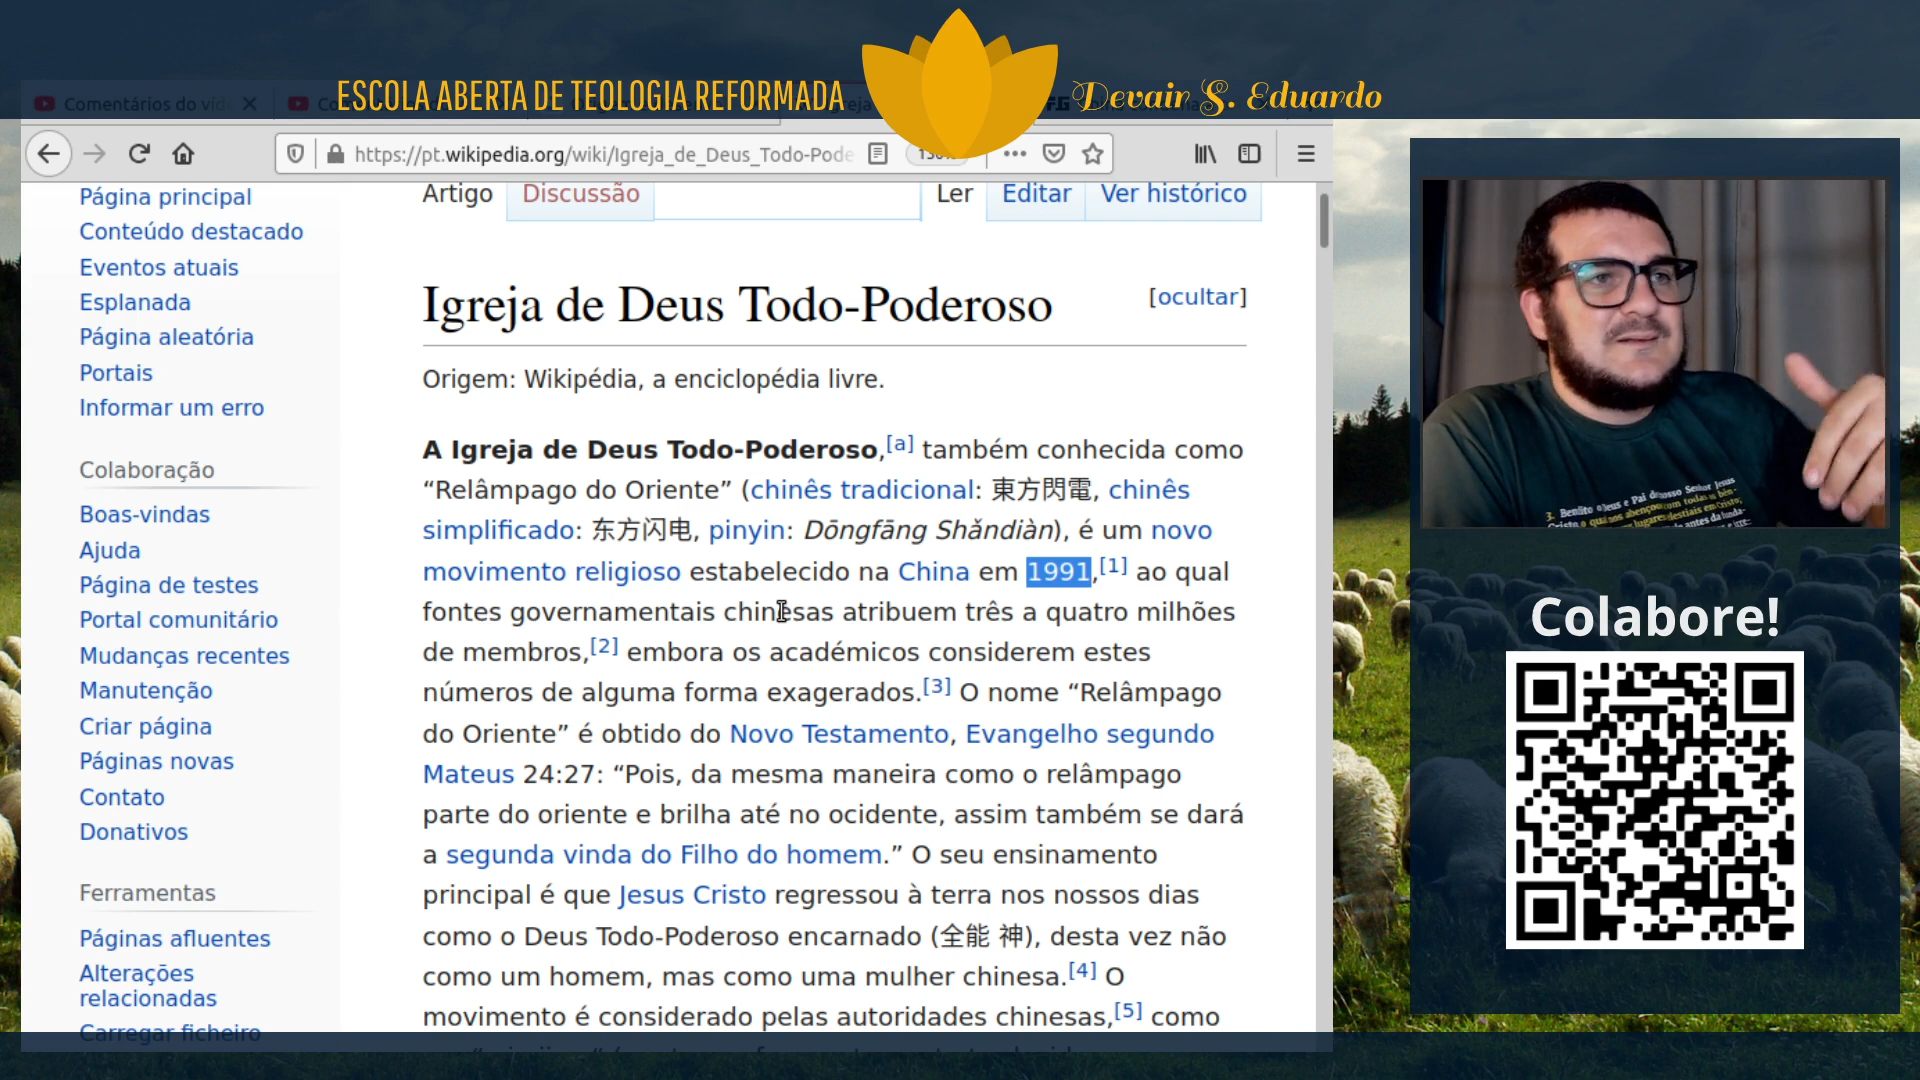 ESCOLA ABERTA DE TEOLOGIA REFORMADA
Devair S. Eduardo
Comentários do víd
https://pt.wikipedia.org/wiki/Igreja_de_Deus_Todo-Pode
Página principal
Conteúdo destacado
Eventos atuais
Esplanada
Página aleatória
Portais
Informar um erro
Colaboração
Boas-vindas
Ajuda
Página de testes
Portal comunitário
Mudanças recentes
Manutenção
Criar página
Páginas novas
Contato
Donativos
Ferramentas
Páginas afluentes
Alterações
relacionadas
Carregar ficheiro
Artigo Discussão Ler Editar Ver histórico
Igreja de Deus Todo-Poderoso
[ocultar]
Origem: Wikipédia, a enciclopédia livre.
A Igreja de Deus Todo-Poderoso,[a] também conhecida como
“Relâmpago do Oriente” (chinês tradicional: 東方閃電, chinês
simplificado: 东方闪电, pinyin: Dōngfāng Shǎndiàn), é um novo
movimento religioso estabelecido na China em 1991,[1] ao qual
fontes governamentais chinesas atribuem três a quatro milhões
de membros,[2] embora os académicos considerem estes
números de alguma forma exagerados.[3] O nome “Relâmpago
do Oriente” é obtido do Novo Testamento, Evangelho segundo
Mateus 24:27: “Pois, da mesma maneira como o relâmpago
parte do oriente e brilha até no ocidente, assim também se dará
a segunda vinda do Filho do homem.” O seu ensinamento
principal é que Jesus Cristo regressou à terra nos nossos dias
como o Deus Todo-Poderoso encarnado (全能 神), desta vez não
como um homem, mas como uma mulher chinesa.[4] O
movimento é considerado pelas autoridades chinesas,[5] como
3. Bendito o Deus e Pai de nosso Senhor Jesus
Colabore!